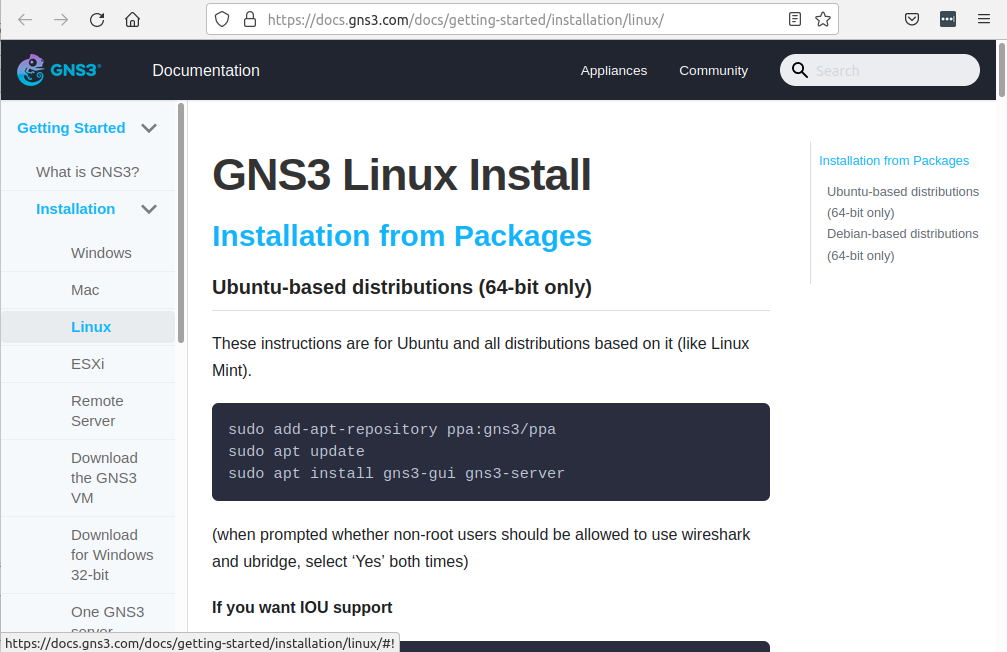 https://docs.gns3.com/docs/getting-started/installation/linux/
GNS3
Documentation
Appliances
Community
Search
Getting Started
What is GNS3?
Installation
Windows
Mac
Linux
ESXi
Remote
Server
Download
the GNS3
VM
Download
for Windows
32-bit
One GNS3
server
GNS3 Linux Install
Installation from Packages
Ubuntu-based distributions (64-bit only)
These instructions are for Ubuntu and all distributions based on it (like Linux
Mint).
sudo add-apt-repository ppa:gns3/ppa
sudo apt update
sudo apt install gns3-gui gns3-server
(when prompted whether non-root users should be allowed to use wireshark
and ubridge, select ‘Yes’ both times)
If you want IOU support
Installation from Packages
Ubuntu-based distributions
(64-bit only)
Debian-based distributions
(64-bit only)
https://docs.gns3.com/docs/getting-started/installation/linux/#!